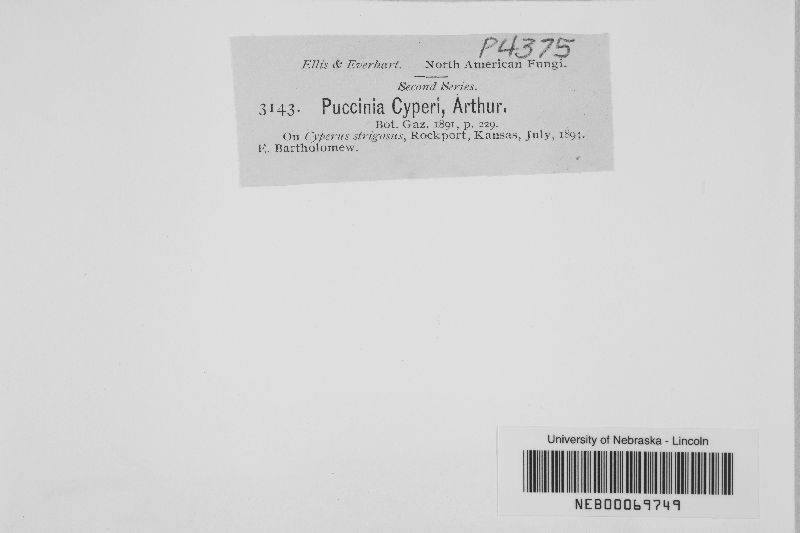 P4375
Ellis & Everhart. North American Fungi.
Second Series.
3143. Puccinia Cyperi, Arthur.
Bot. Gaz. 1891, p. 229.
On Cyperus strigosus, Rockport, Kansas, July, 1894.
E. Bartholomew.
University of Nebraska - Lincoln
NEB00069749